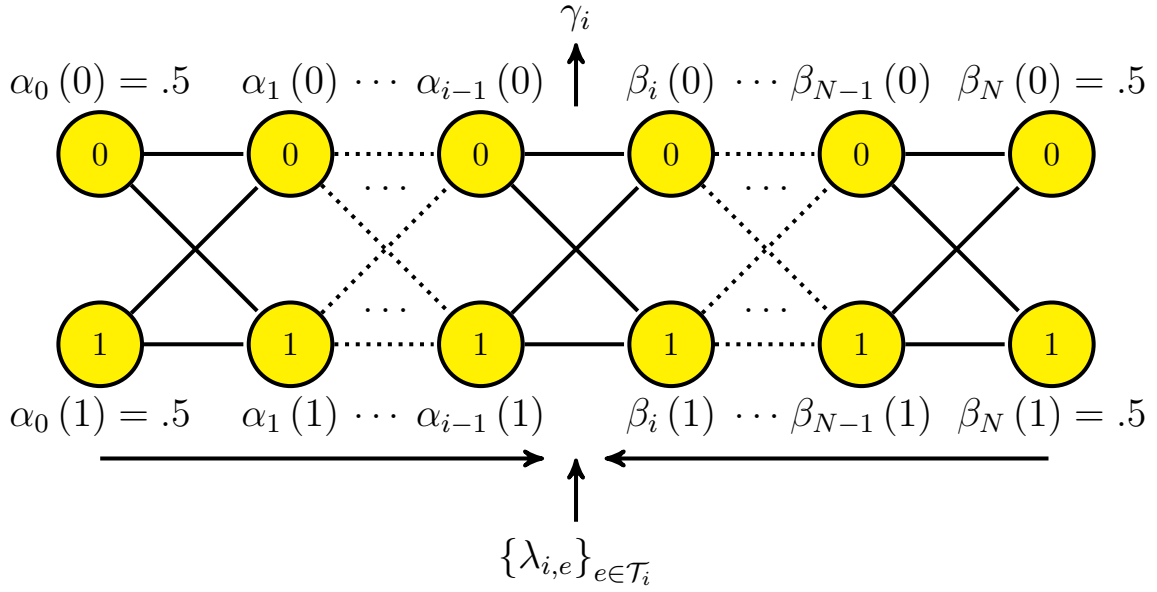 γ_i
α_0 (0) = .5 α_1 (0) ⋯ α_{i−1} (0) β_i (0) ⋯ β_{N−1} (0) β_N (0) = .5
0 0 0 0 0 0
⋯ ⋯
⋯ ⋯
1 1 1 1 1 1
α_0 (1) = .5 α_1 (1) ⋯ α_{i−1} (1) β_i (1) ⋯ β_{N−1} (1) β_N (1) = .5
{λ_{i,e}}_{e∈𝒯_i}